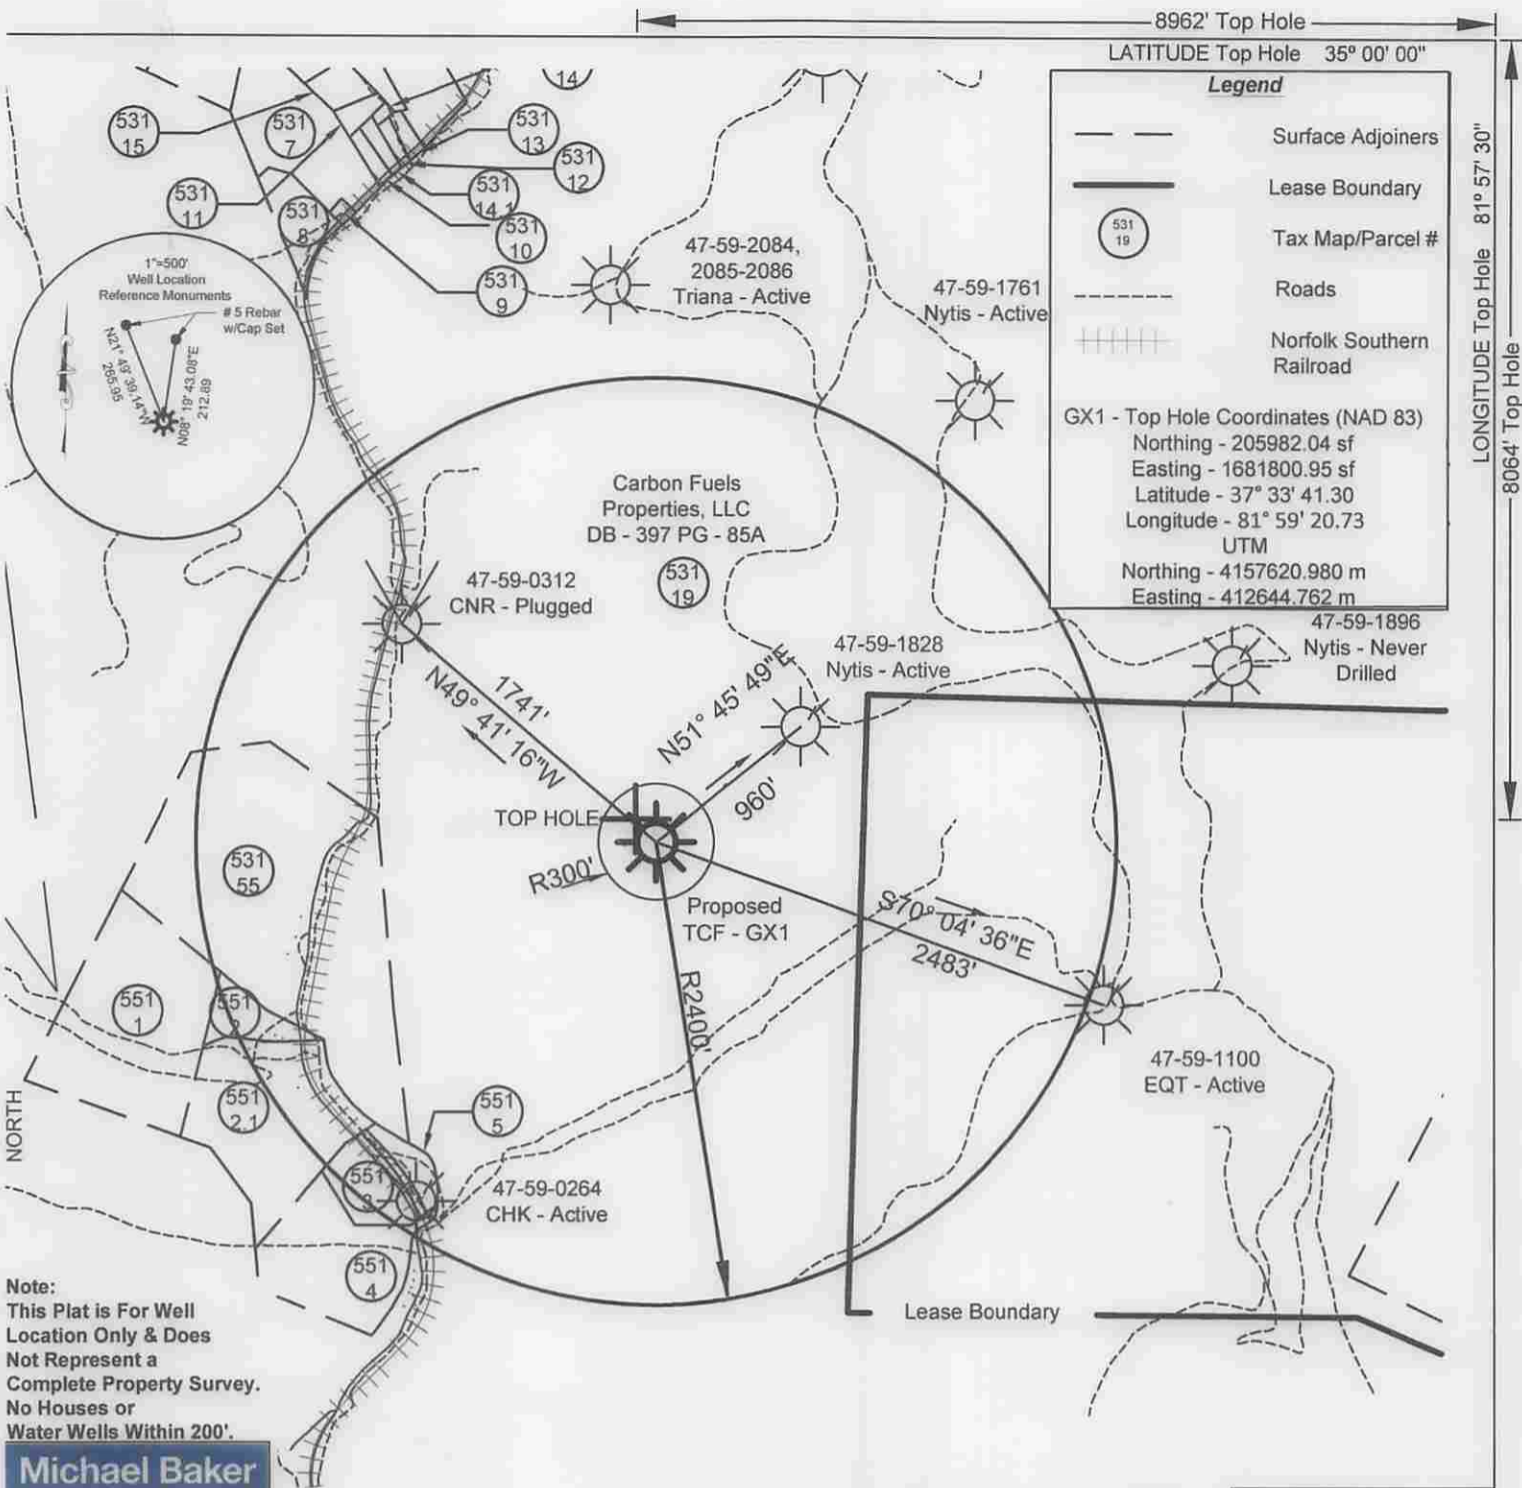 8962' Top Hole
LATITUDE Top Hole 35º 00' 00"
Legend
Surface Adjoiners
Lease Boundary
531
19
Tax Map/Parcel #
Roads
Norfolk Southern
Railroad
GX1 - Top Hole Coordinates (NAD 83)
Northing - 205982.04 sf
Easting - 1681800.95 sf
Latitude - 37° 33' 41.30
Longitude - 81° 59' 20.73
UTM
Northing - 4157620.980 m
Easting - 412644.762 m
LONGITUDE Top Hole 81º 57' 30"
8064' Top Hole
14
531
15
531
7
531
13
531
12
531
11
531
14.1
531
8
531
10
531
9
1"=500'
Well Location
Reference Monuments
# 5 Rebar
w/Cap Set
N21° 49' 39.14"W
265.95
N08° 19' 43.08"E
212.89
47-59-2084,
2085-2086
Triana - Active
47-59-1761
Nytis - Active
Carbon Fuels
Properties, LLC
DB - 397 PG - 85A
531
19
47-59-0312
CNR - Plugged
47-59-1828
Nytis - Active
47-59-1896
Nytis - Never
Drilled
1741'
N49° 41' 16"W
N51° 45' 49"E
960'
TOP HOLE
R300'
Proposed
TCF - GX1
S70° 04' 36"E
2483'
R2400'
531
55
551
1
551
2
551
2.1
551
5
551
3
551
4
47-59-1100
EQT - Active
47-59-0264
CHK - Active
NORTH
Lease Boundary
Note:
This Plat is For Well
Location Only & Does
Not Represent a
Complete Property Survey.
No Houses or
Water Wells Within 200'.
Michael Baker